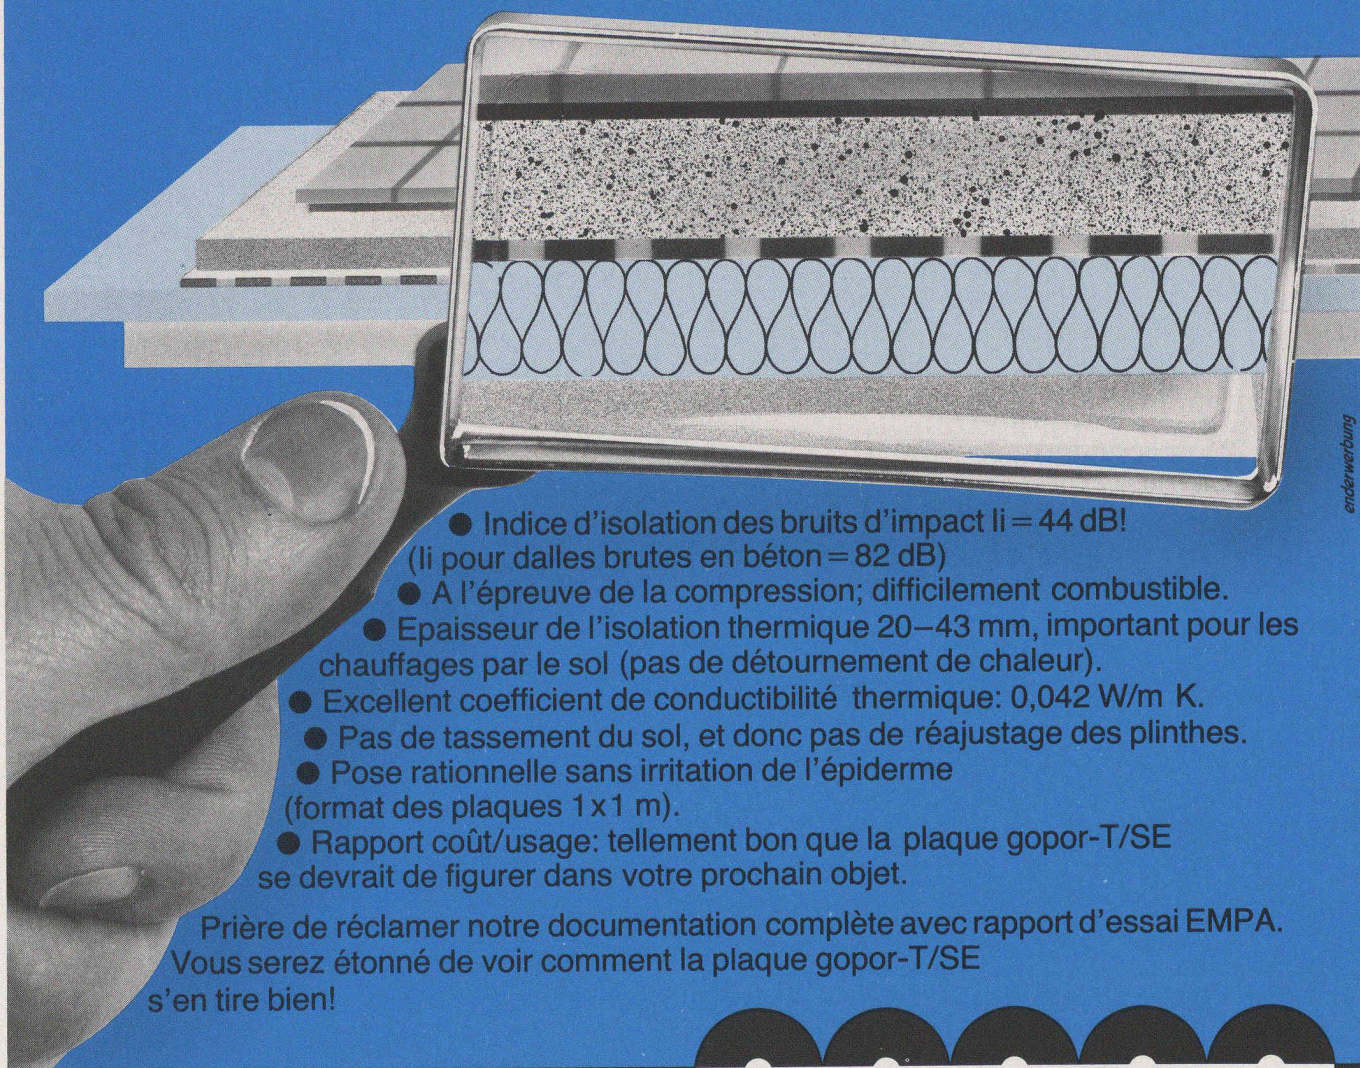 enderwerbung
● Indice d'isolation des bruits d'impact Ii = 44 dB!
(Ii pour dalles brutes en béton = 82 dB)
● A l'épreuve de la compression; difficilement combustible.
● Epaisseur de l'isolation thermique 20–43 mm, important pour les
chauffages par le sol (pas de détournement de chaleur).
● Excellent coefficient de conductibilité thermique: 0,042 W/m K.
● Pas de tassement du sol, et donc pas de réajustage des plinthes.
● Pose rationnelle sans irritation de l'épiderme
(format des plaques 1x1 m).
● Rapport coût/usage: tellement bon que la plaque gopor-T/SE
se devrait de figurer dans votre prochain objet.
Prière de réclamer notre documentation complète avec rapport d'essai EMPA.
Vous serez étonné de voir comment la plaque gopor-T/SE
s'en tire bien!